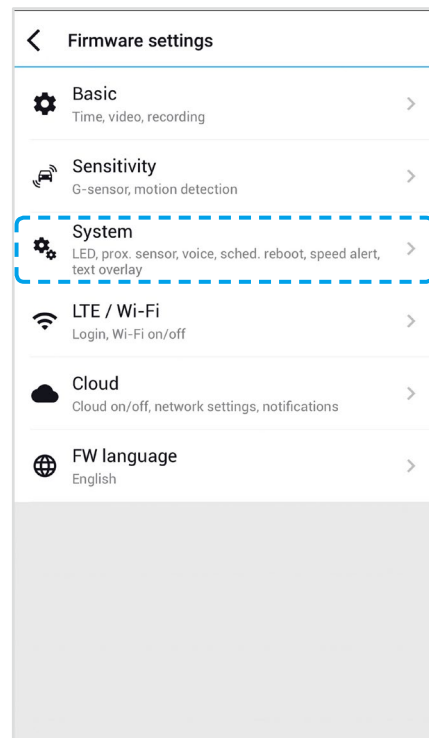 Firmware settings
Basic
Time, video, recording
Sensitivity
G-sensor, motion detection
System
LED, prox. sensor, voice, sched. reboot, speed alert,
text overlay
LTE / Wi-Fi
Login, Wi-Fi on/off
Cloud
Cloud on/off, network settings, notifications
FW language
English